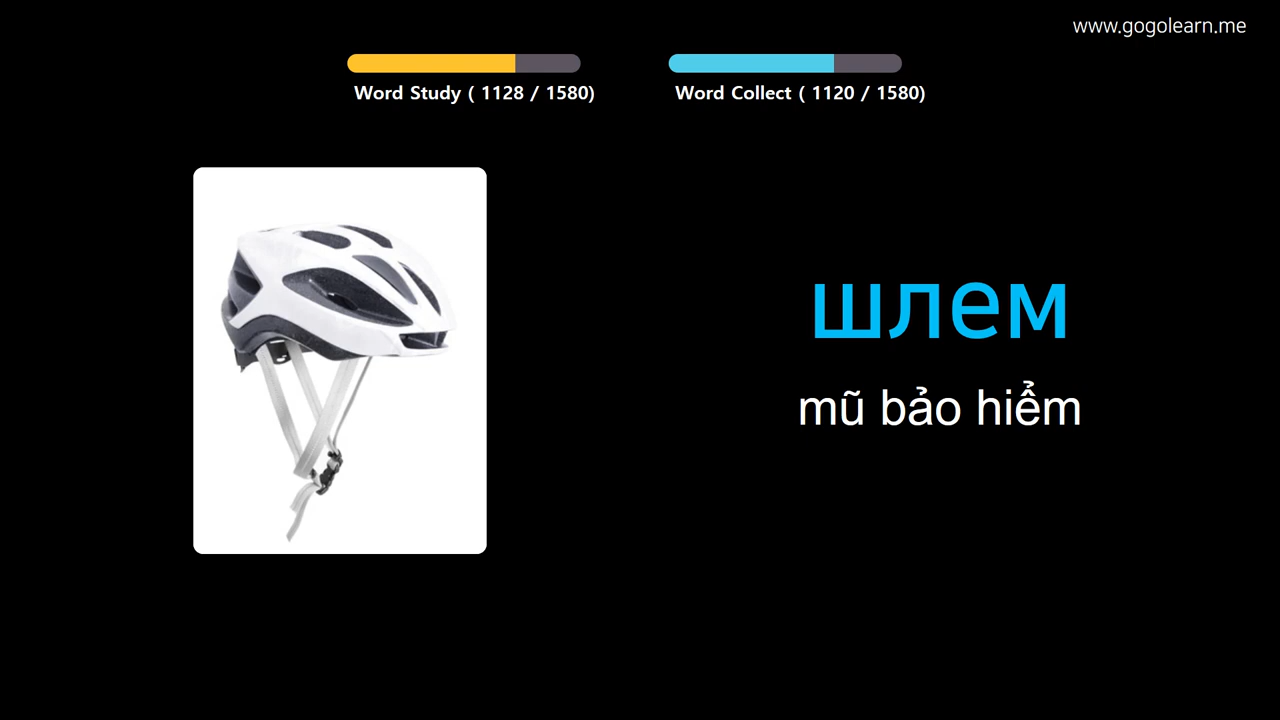 www.gogolearn.me
Word Study ( 1128 / 1580)
Word Collect ( 1120 / 1580)
шлем
mũ bảo hiểm